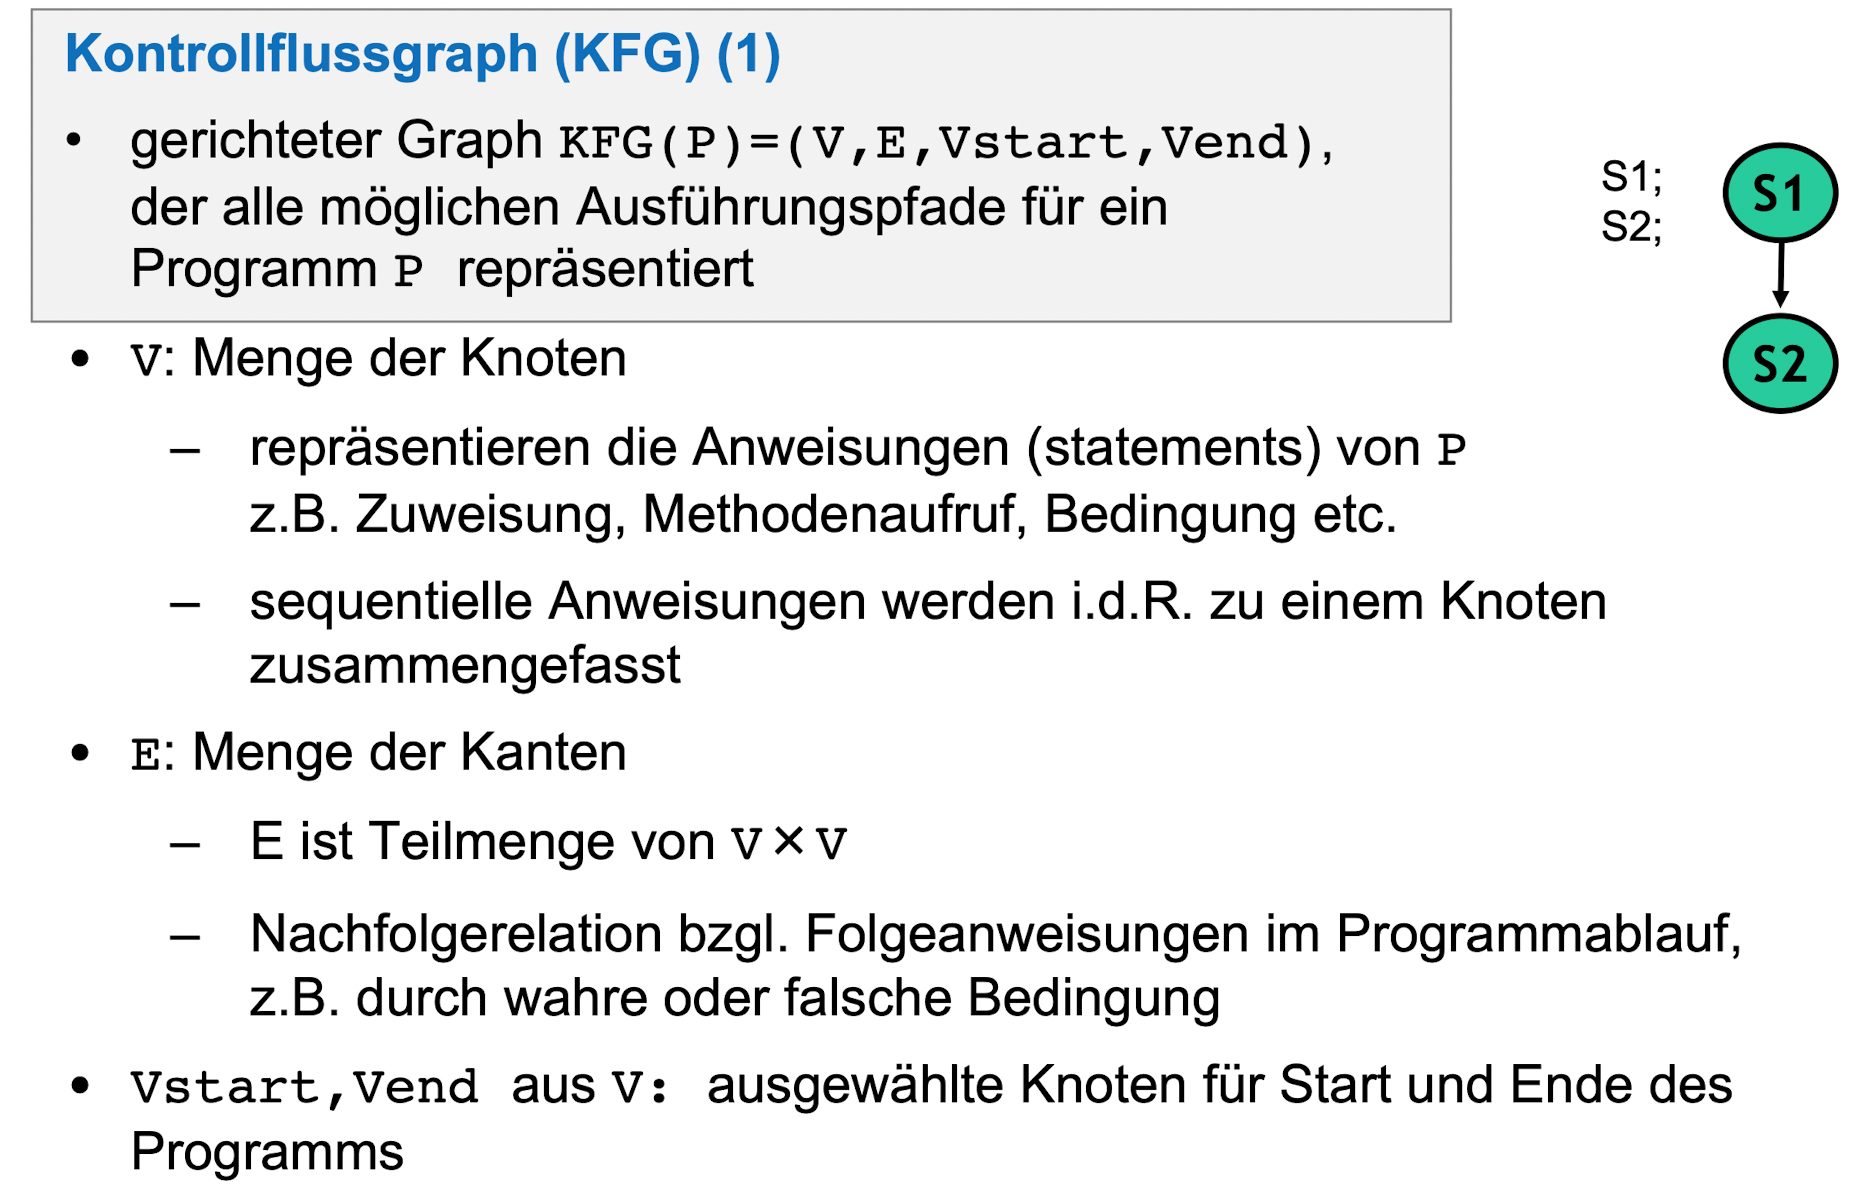 Kontrollflussgraph (KFG) (1)
• gerichteter Graph KFG(P)=(V,E,Vstart,Vend),
der alle möglichen Ausführungspfade für ein
Programm P repräsentiert
S1;
S2;
S1
S2
• V: Menge der Knoten
– repräsentieren die Anweisungen (statements) von P
z.B. Zuweisung, Methodenaufruf, Bedingung etc.
– sequentielle Anweisungen werden i.d.R. zu einem Knoten
zusammengefasst
• E: Menge der Kanten
– E ist Teilmenge von V×V
– Nachfolgerelation bzgl. Folgeanweisungen im Programmablauf,
z.B. durch wahre oder falsche Bedingung
• Vstart,Vend aus V: ausgewählte Knoten für Start und Ende des
Programms